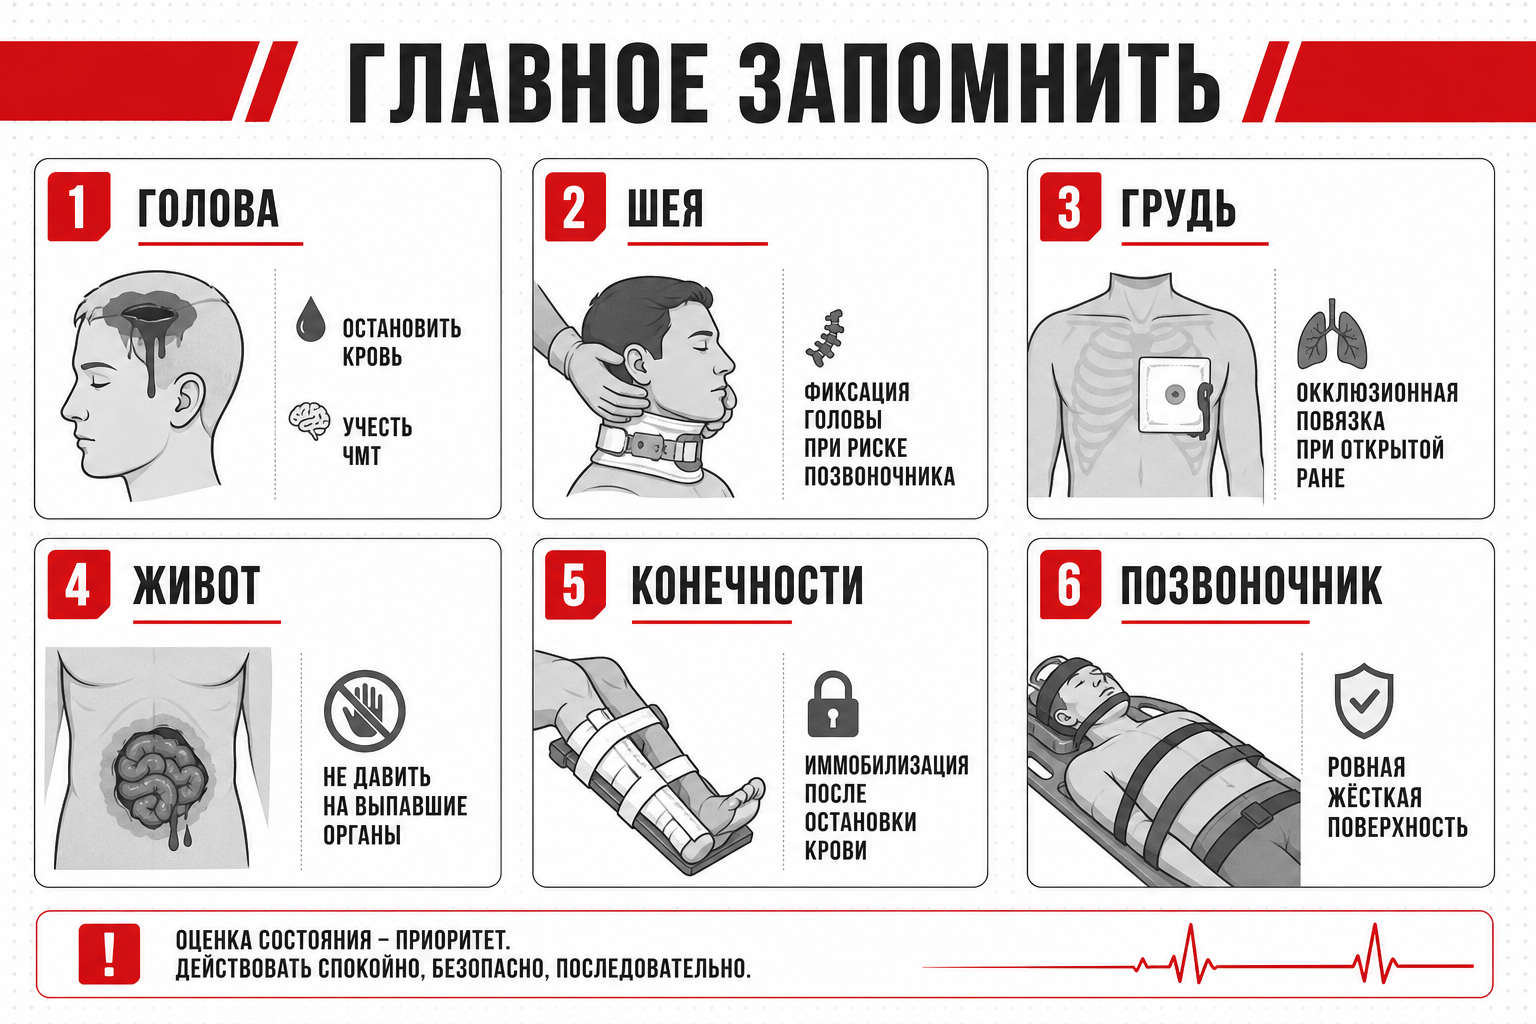 ГЛАВНОЕ ЗАПОМНИТЬ
1 ГОЛОВА
ОСТАНОВИТЬ
КРОВЬ
УЧЕСТЬ
ЧМТ
2 ШЕЯ
ФИКСАЦИЯ
ГОЛОВЫ
ПРИ РИСКЕ
ПОЗВОНОЧНИКА
3 ГРУДЬ
ОККЛЮЗИОННАЯ
ПОВЯЗКА
ПРИ ОТКРЫТОЙ
РАНЕ
4 ЖИВОТ
НЕ ДАВИТЬ
НА ВЫПАВШИЕ
ОРГАНЫ
5 КОНЕЧНОСТИ
ИММОБИЛИЗАЦИЯ
ПОСЛЕ
ОСТАНОВКИ
КРОВИ
6 ПОЗВОНОЧНИК
РОВНАЯ
ЖЁСТКАЯ
ПОВЕРХНОСТЬ
!
ОЦЕНКА СОСТОЯНИЯ – ПРИОРИТЕТ.
ДЕЙСТВОВАТЬ СПОКОЙНО, БЕЗОПАСНО, ПОСЛЕДОВАТЕЛЬНО.